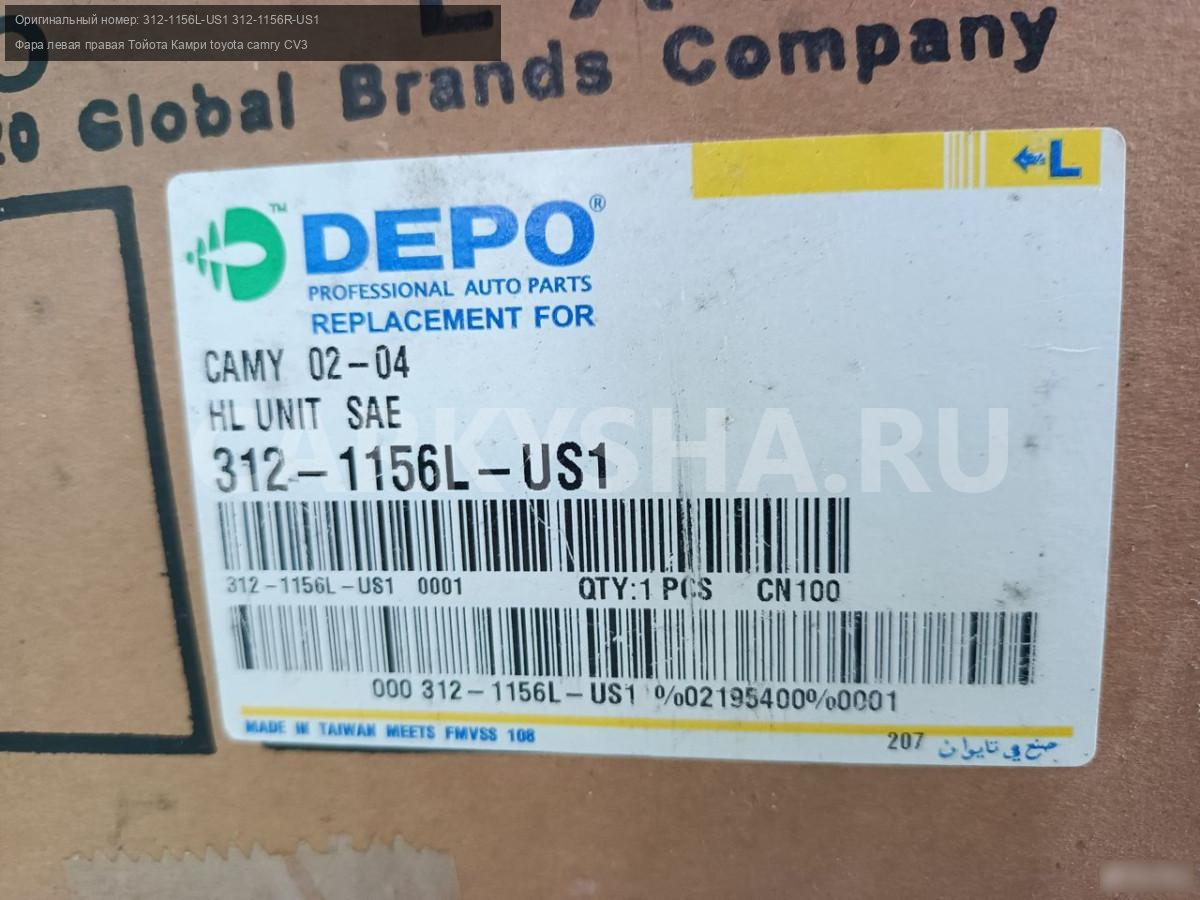 Оригинальный номер: 312-1156L-US1 312-1156R-US1
Фара левая правая Тойота Камри toyota camry CV3
Global Brands Company
L
™
DEPO®
PROFESSIONAL AUTO PARTS
REPLACEMENT FOR
CAMY 02-04
HL UNIT SAE
CARKYSHA.RU
312-1156L-US1
312-1156L-US1 0001 QTY:1 PCS CN100
000 312-1156L-US1 %02195400%0001
MADE IN TAIWAN MEETS FMVSS 108
207 صنع في تايوان